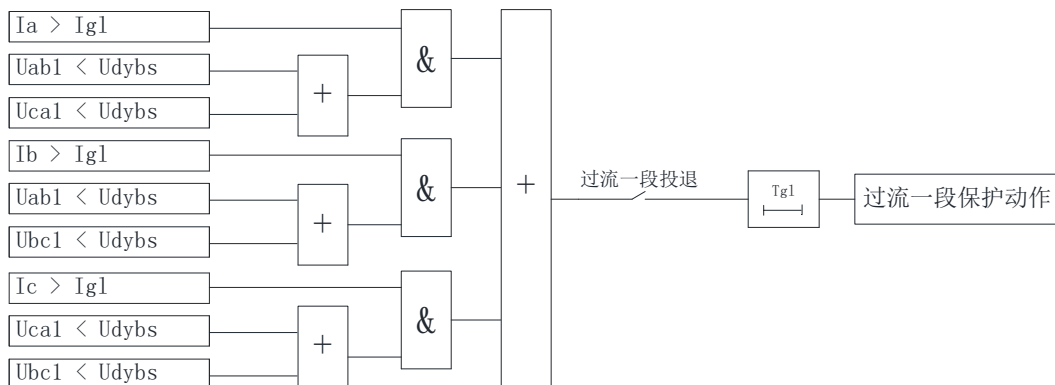 Ia > Igl
Uab1 < Udybs
Uca1 < Udybs
Ib > Igl
Uab1 < Udybs
Ubc1 < Udybs
Ic > Igl
Uca1 < Udybs
Ubc1 < Udybs
+
+
+
&
&
&
+
过流一段投退
Tgl
过流一段保护动作